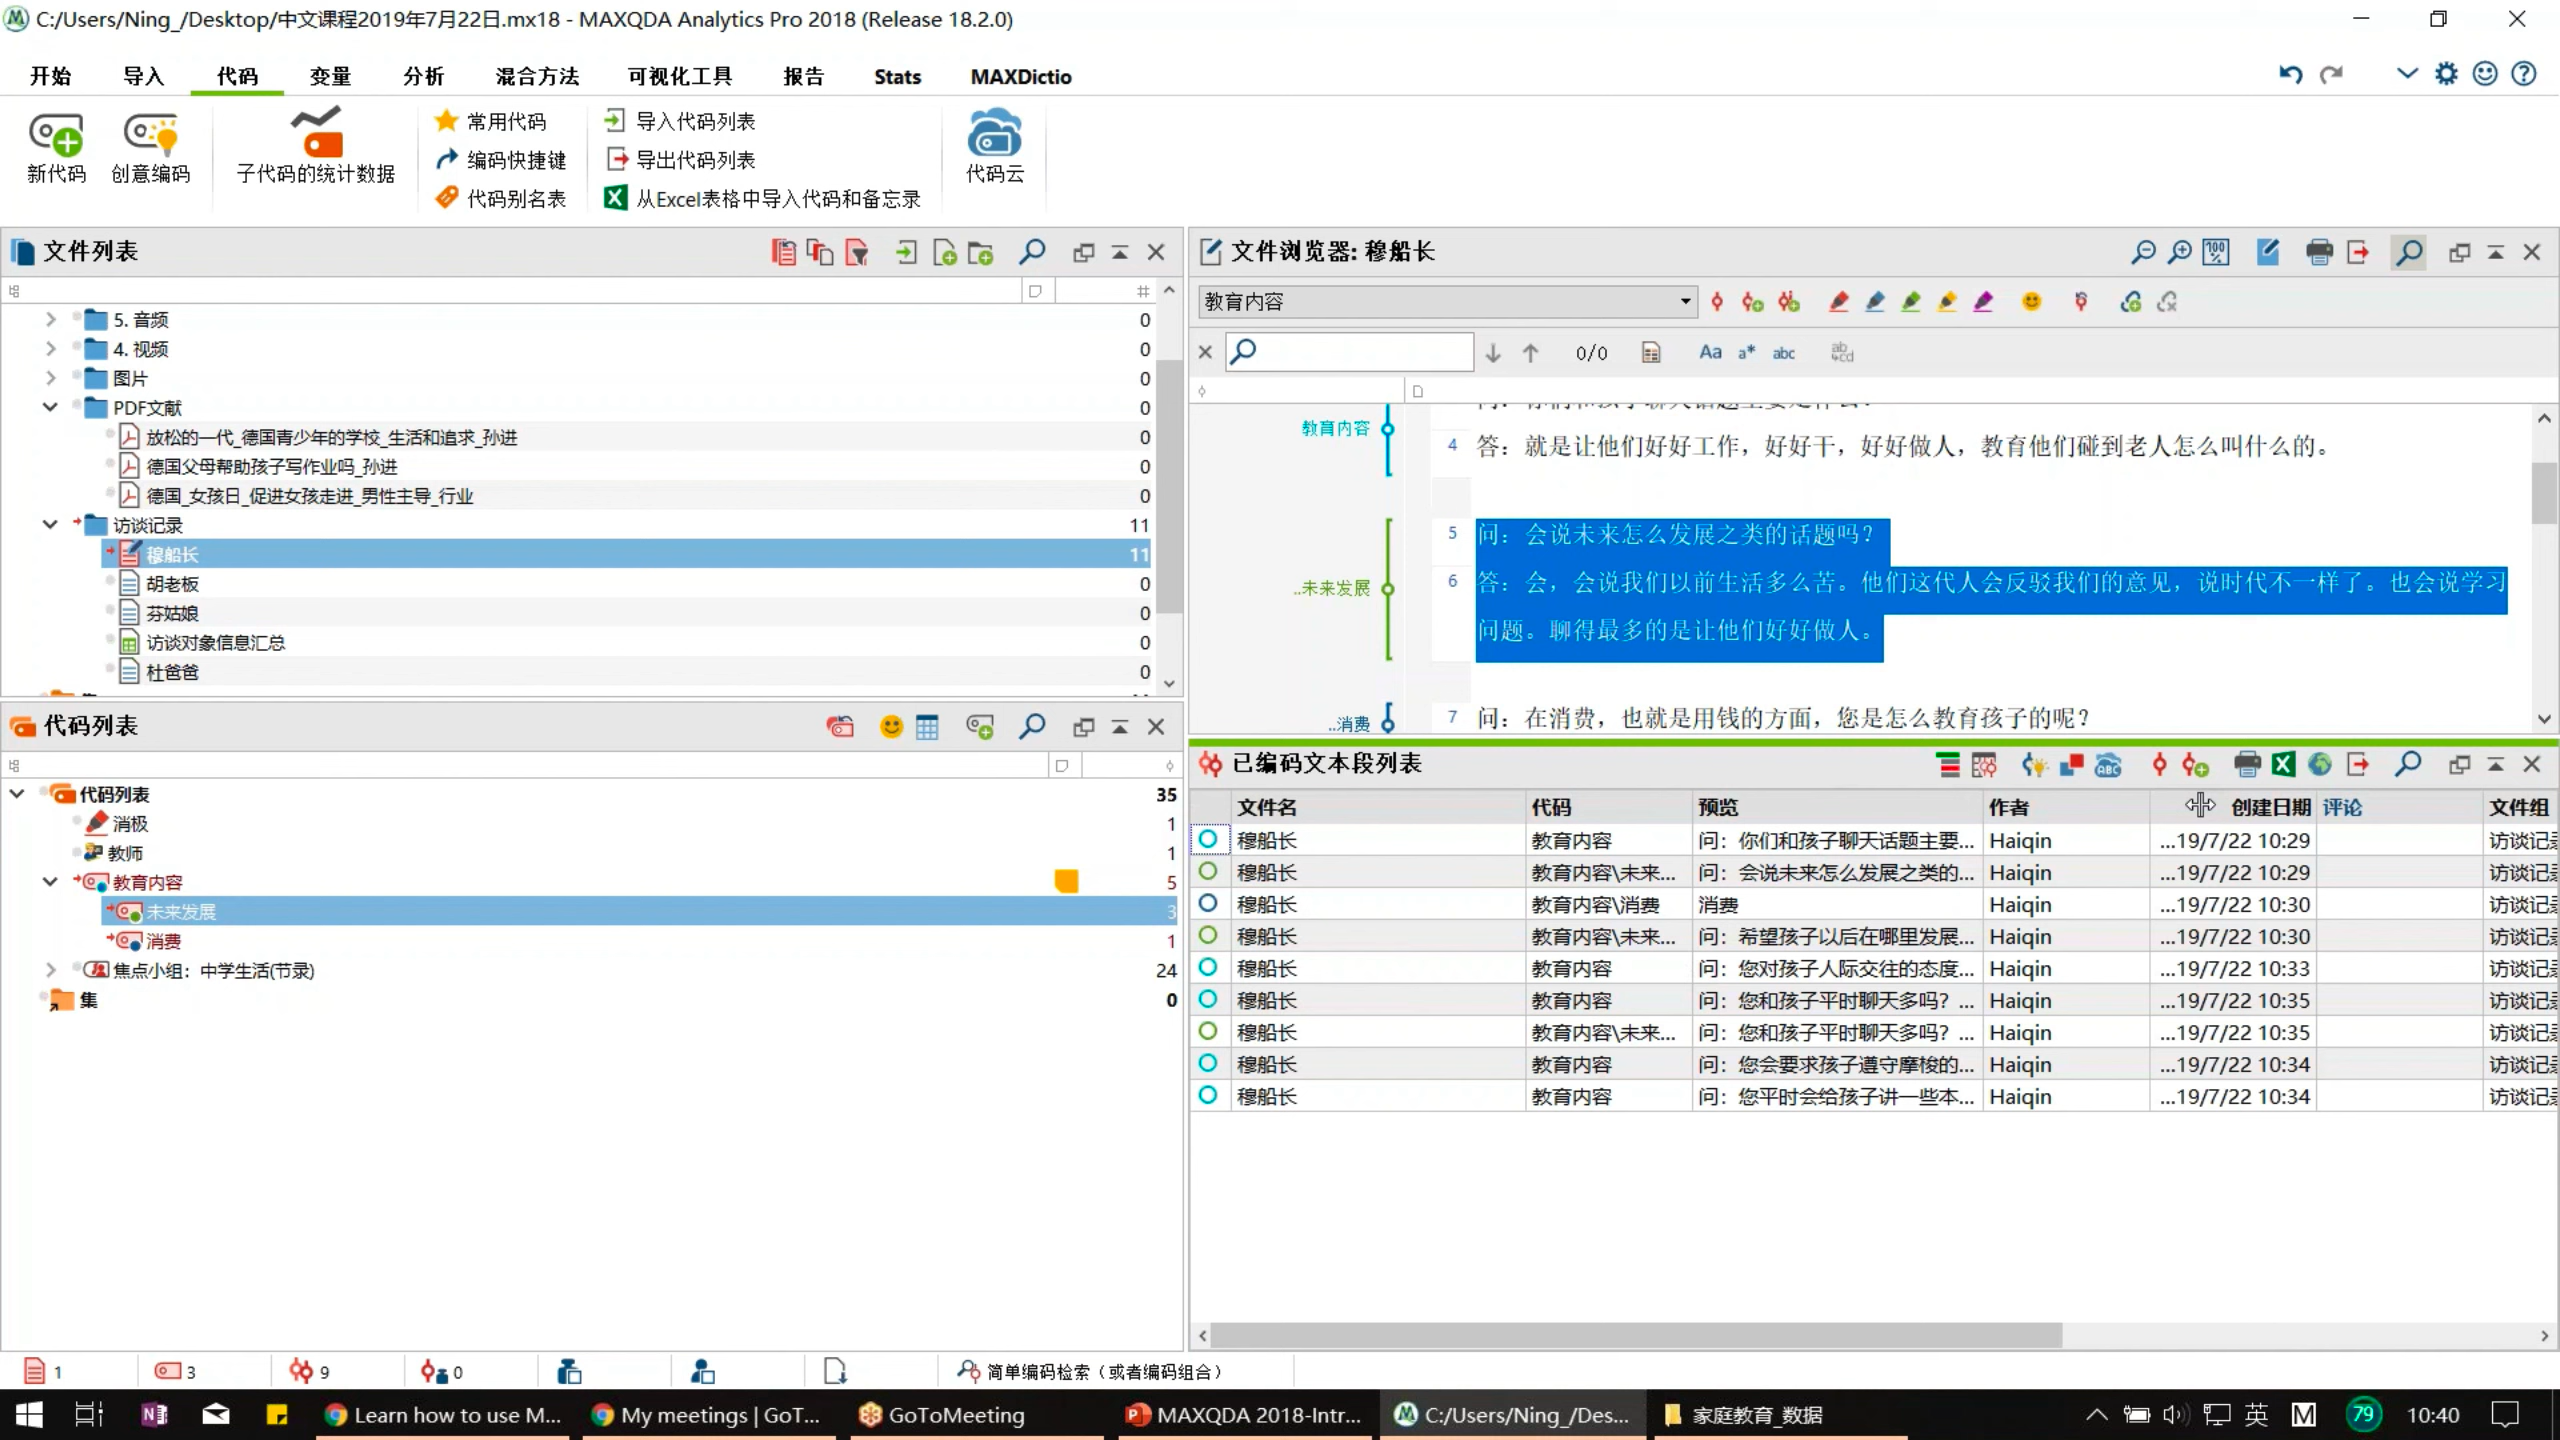 C:/Users/Ning_/Desktop/中文课程2019年7月22日.mx18 - MAXQDA Analytics Pro 2018 (Release 18.2.0)
开始 导入 代码 变量 分析 混合方法 可视化工具 报告 Stats MAXDictio
新代码 创意编码 子代码的统计数据 代码云
常用代码 导入代码列表
编码快捷键 导出代码列表
代码别名表 从Excel表格中导入代码和备忘录
文件列表
#
5. 音频 0
4. 视频 0
图片 0
PDF文献 0
放松的一代_德国青少年的学校_生活和追求_孙进 0
德国父母帮助孩子写作业吗_孙进 0
德国_女孩日_促进女孩走进_男性主导_行业 0
访谈记录 11
穆船长 11
胡老板 0
芬姑娘 0
访谈对象信息汇总 0
杜爸爸 0
代码列表
代码列表 35
消极 1
教师 1
教育内容 5
未来发展 3
消费 1
焦点小组：中学生活(节录) 24
集 0
文件浏览器: 穆船长
教育内容
0/0 Aa a* abc
教育内容
4 答：就是让他们好好工作，好好干，好好做人，教育他们碰到老人怎么叫什么的。
5 问：会说未来怎么发展之类的话题吗？
..未来发展
6 答：会，会说我们以前生活多么苦。他们这代人会反驳我们的意见，说时代不一样了。也会说学习
问题。聊得最多的是让他们好好做人。
..消费
7 问：在消费，也就是用钱的方面，您是怎么教育孩子的呢？
已编码文本段列表
文件名 代码 预览 作者 创建日期 评论 文件组
穆船长 教育内容 问：你们和孩子聊天话题主要... Haiqin ...19/7/22 10:29 访谈记
穆船长 教育内容\未来... 问：会说未来怎么发展之类的... Haiqin ...19/7/22 10:29 访谈记
穆船长 教育内容\消费 消费 Haiqin ...19/7/22 10:30 访谈记
穆船长 教育内容\未来... 问：希望孩子以后在哪里发展... Haiqin ...19/7/22 10:30 访谈记
穆船长 教育内容 问：您对孩子人际交往的态度... Haiqin ...19/7/22 10:33 访谈记
穆船长 教育内容 问：您和孩子平时聊天多吗？... Haiqin ...19/7/22 10:35 访谈记
穆船长 教育内容\未来... 问：您和孩子平时聊天多吗？... Haiqin ...19/7/22 10:35 访谈记
穆船长 教育内容 问：您会要求孩子遵守摩梭的... Haiqin ...19/7/22 10:34 访谈记
穆船长 教育内容 问：您平时会给孩子讲一些本... Haiqin ...19/7/22 10:34 访谈记
1 3 9 0 简单编码检索（或者编码组合）
Learn how to use M... My meetings | GoT... GoToMeeting MAXQDA 2018-Intr... C:/Users/Ning_/Des... 家庭教育_数据 英 M 79 10:40